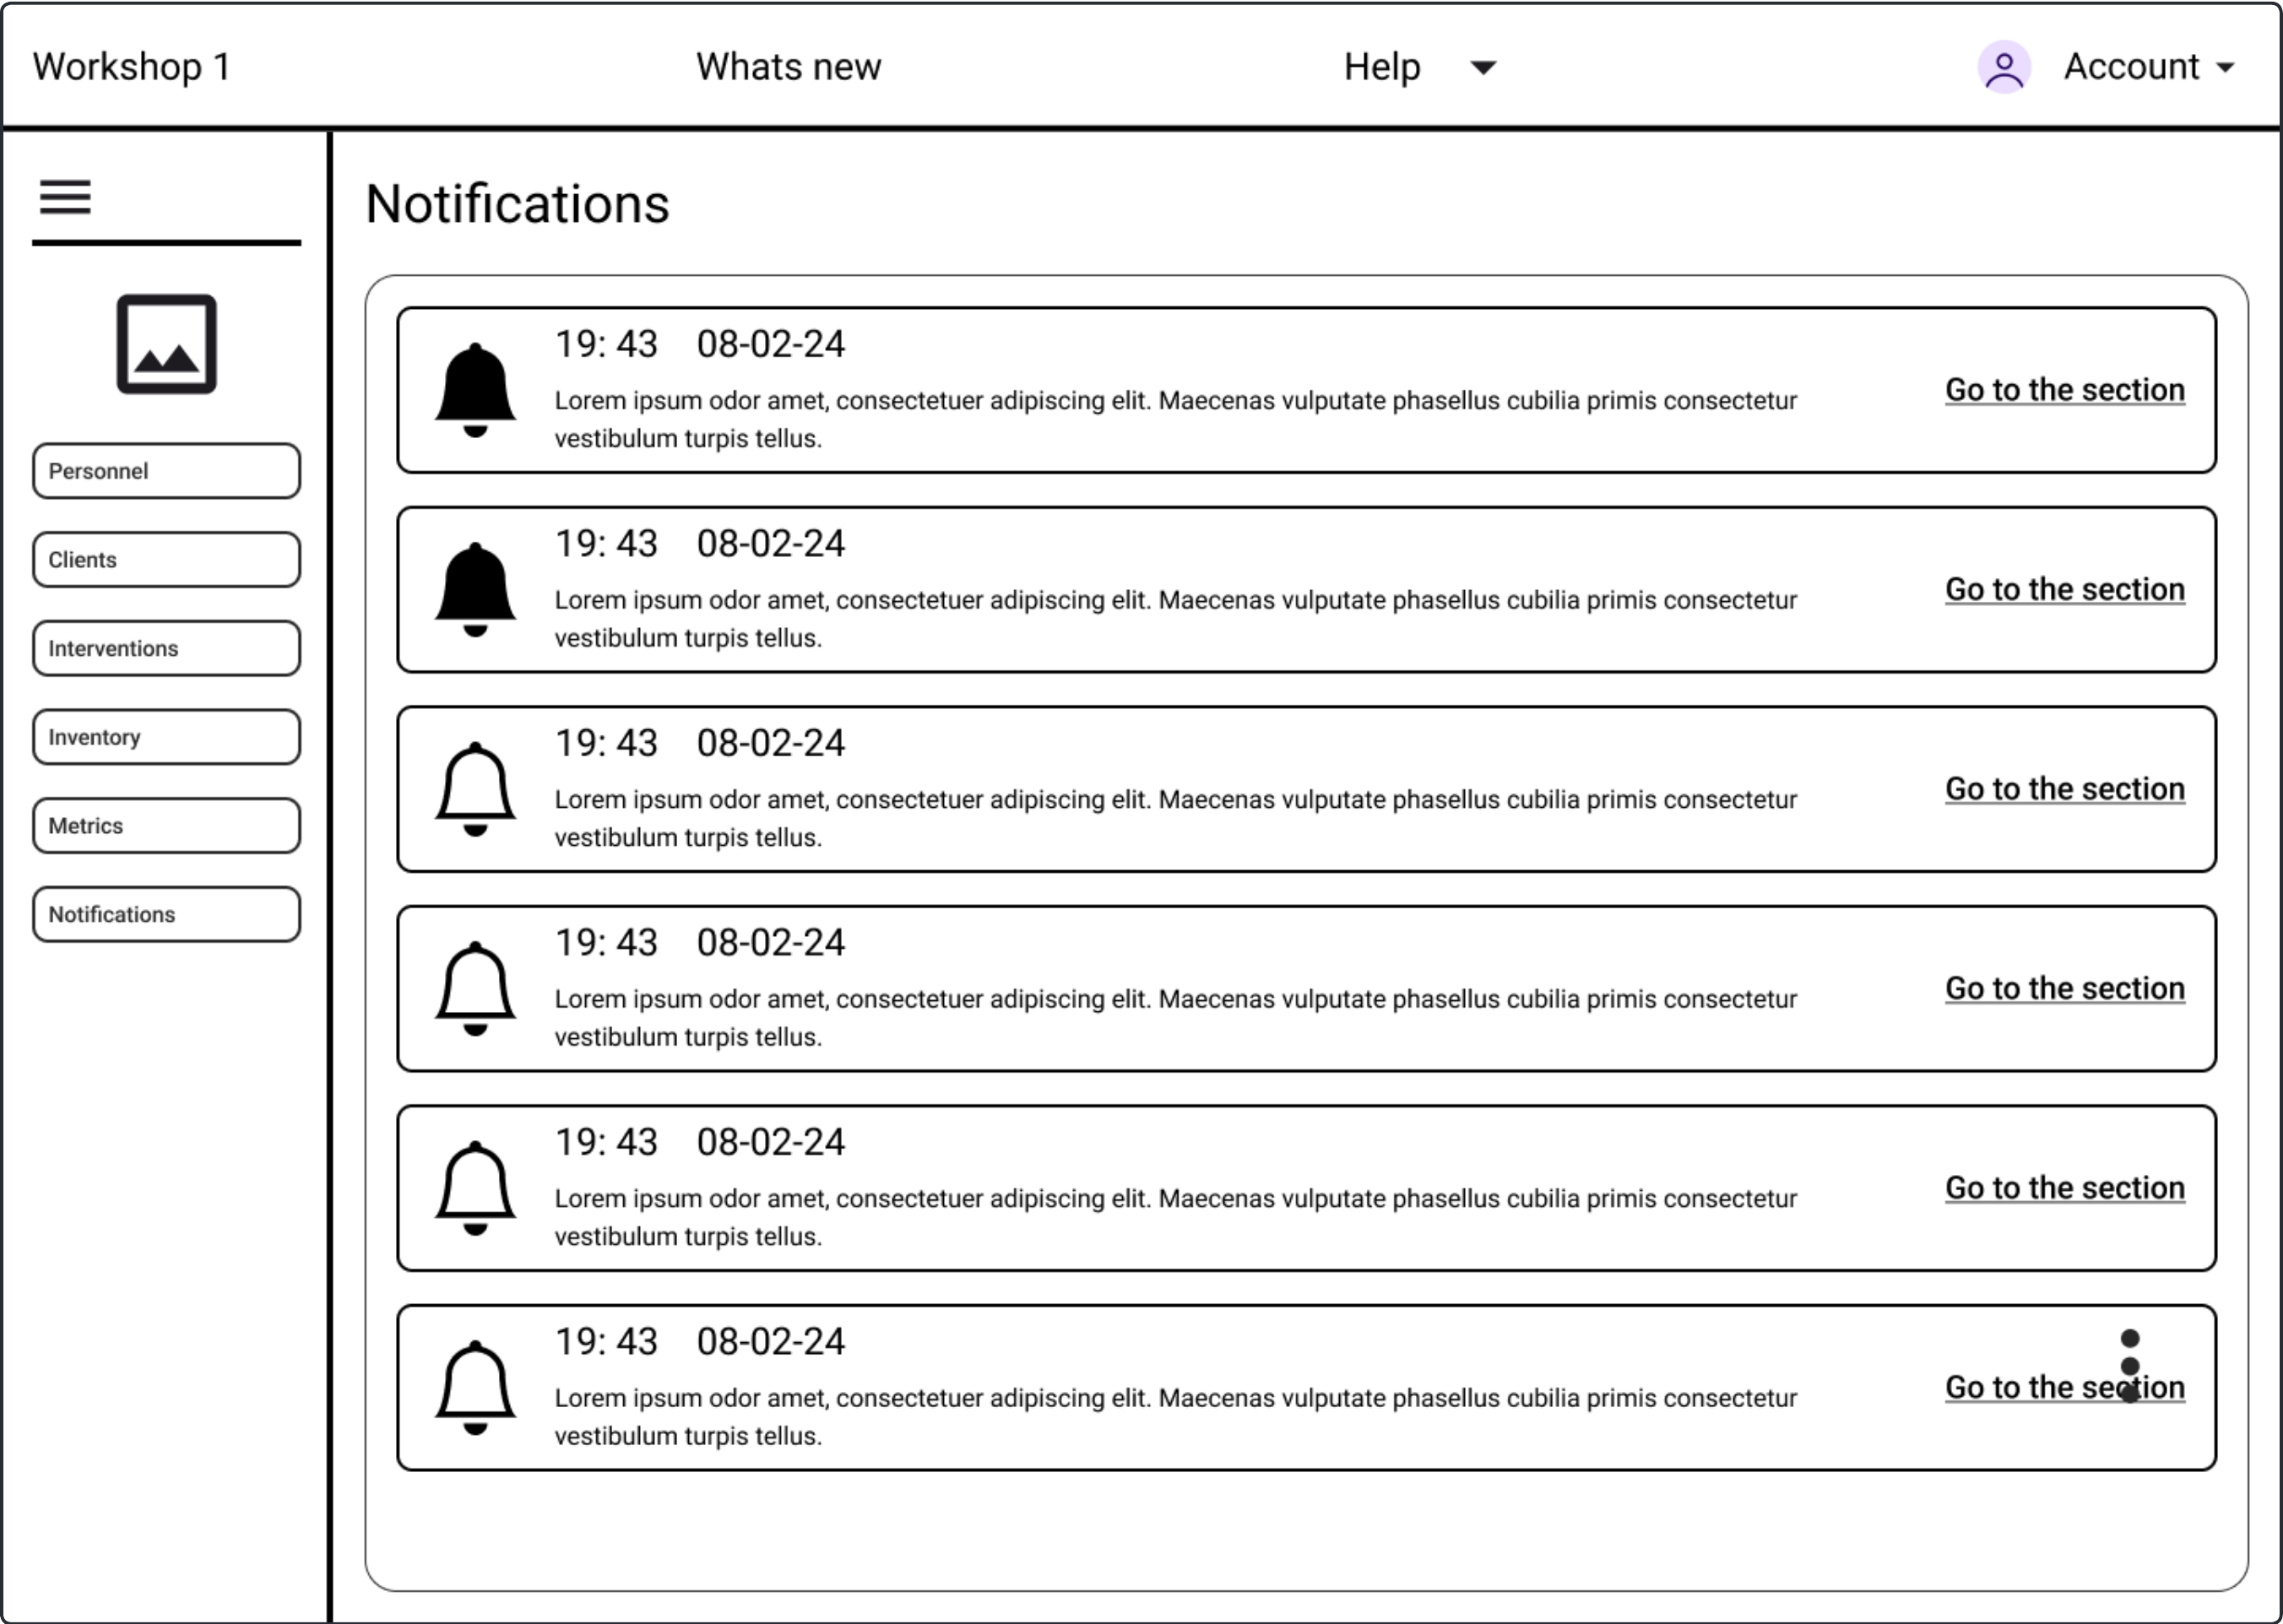 Workshop 1
Whats new
Help
Account
Notifications
Personnel
Clients
Interventions
Inventory
Metrics
Notifications
19: 43 08-02-24
Lorem ipsum odor amet, consectetuer adipiscing elit. Maecenas vulputate phasellus cubilia primis consectetur
vestibulum turpis tellus.
Go to the section
19: 43 08-02-24
Lorem ipsum odor amet, consectetuer adipiscing elit. Maecenas vulputate phasellus cubilia primis consectetur
vestibulum turpis tellus.
Go to the section
19: 43 08-02-24
Lorem ipsum odor amet, consectetuer adipiscing elit. Maecenas vulputate phasellus cubilia primis consectetur
vestibulum turpis tellus.
Go to the section
19: 43 08-02-24
Lorem ipsum odor amet, consectetuer adipiscing elit. Maecenas vulputate phasellus cubilia primis consectetur
vestibulum turpis tellus.
Go to the section
19: 43 08-02-24
Lorem ipsum odor amet, consectetuer adipiscing elit. Maecenas vulputate phasellus cubilia primis consectetur
vestibulum turpis tellus.
Go to the section
19: 43 08-02-24
Lorem ipsum odor amet, consectetuer adipiscing elit. Maecenas vulputate phasellus cubilia primis consectetur
vestibulum turpis tellus.
Go to the section